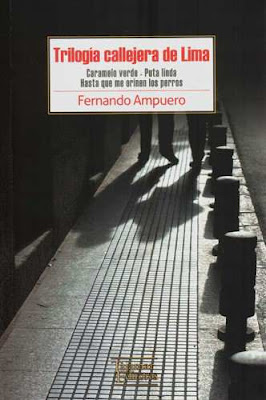 Trilogía callejera de Lima
Caramelo verde - Puta linda
Hasta que me orinen los perros
Fernando Ampuero